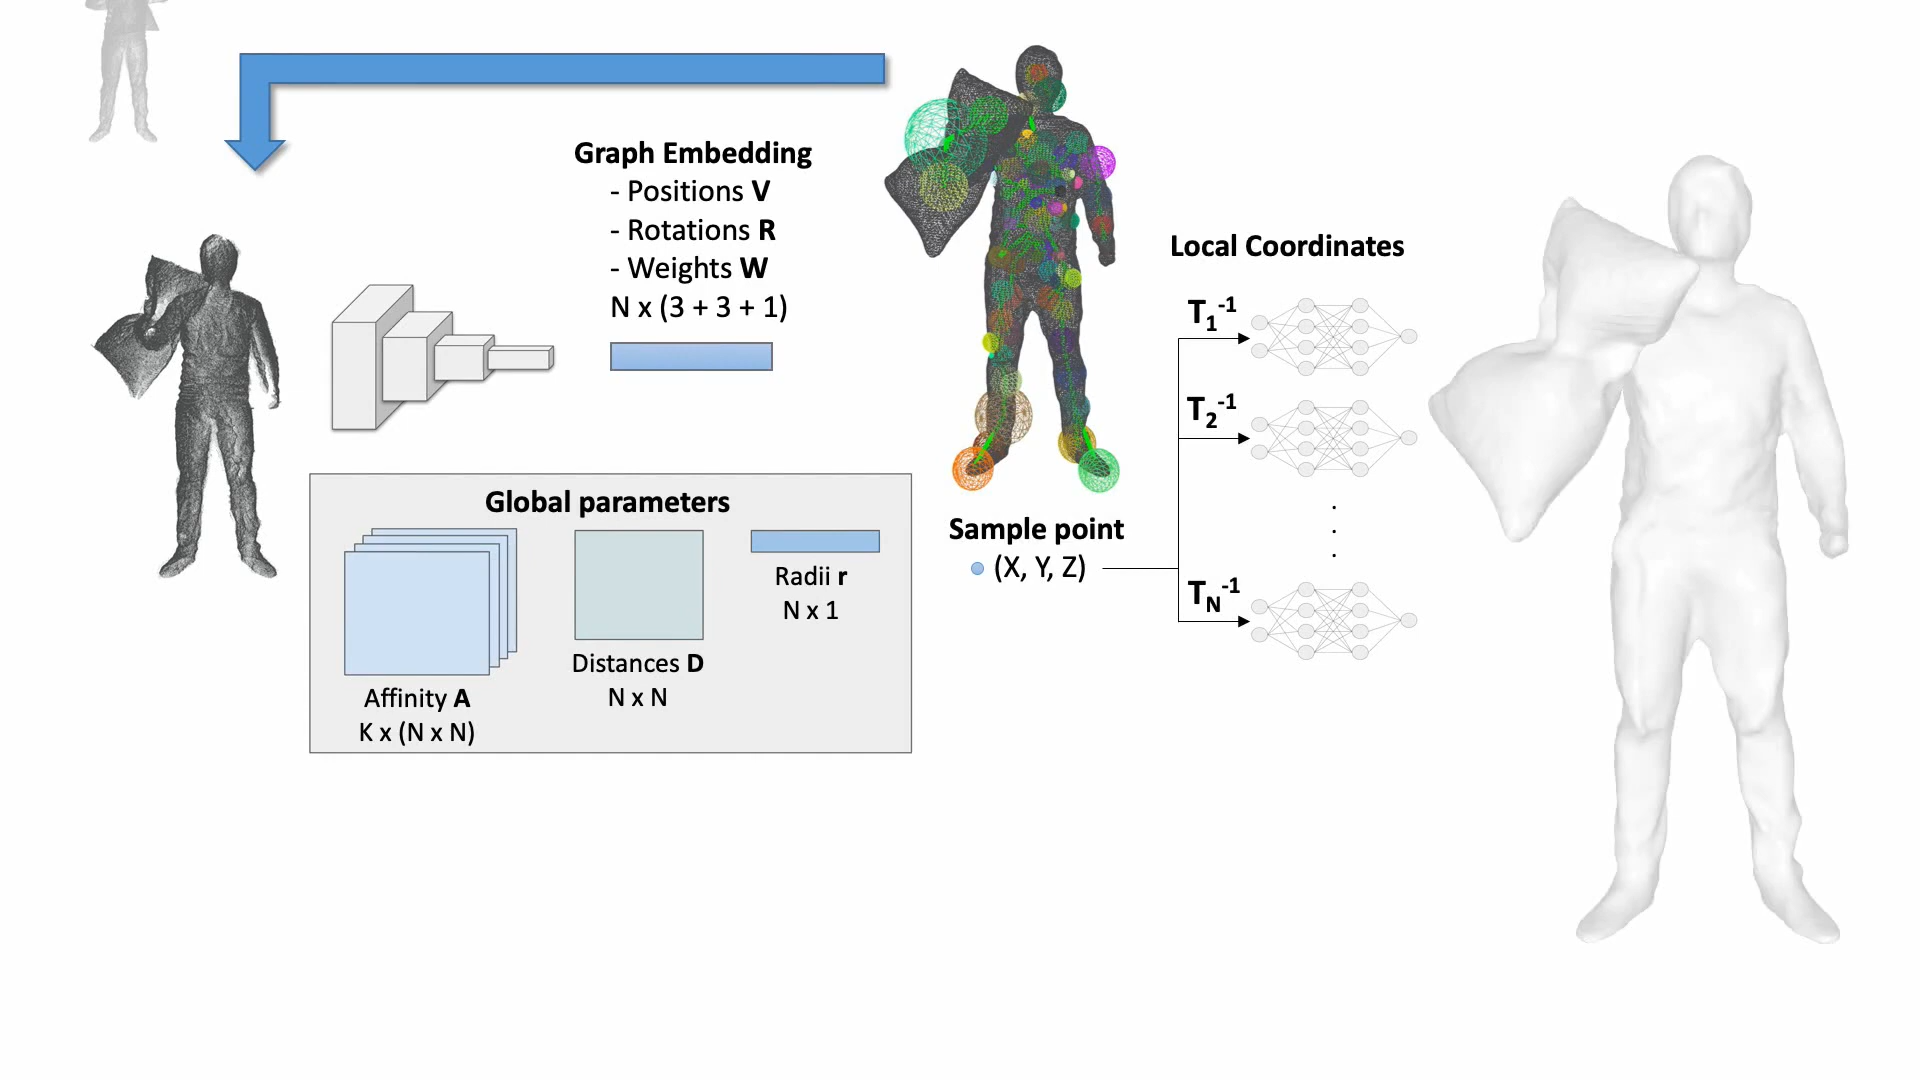 Graph Embedding
- Positions V
- Rotations R
- Weights W
N x (3 + 3 + 1)
Global parameters
Affinity A
K x (N x N)
Distances D
N x N
Radii r
N x 1
Sample point
(X, Y, Z)
Local Coordinates
T₁⁻¹
T₂⁻¹
.
.
.
T_N⁻¹